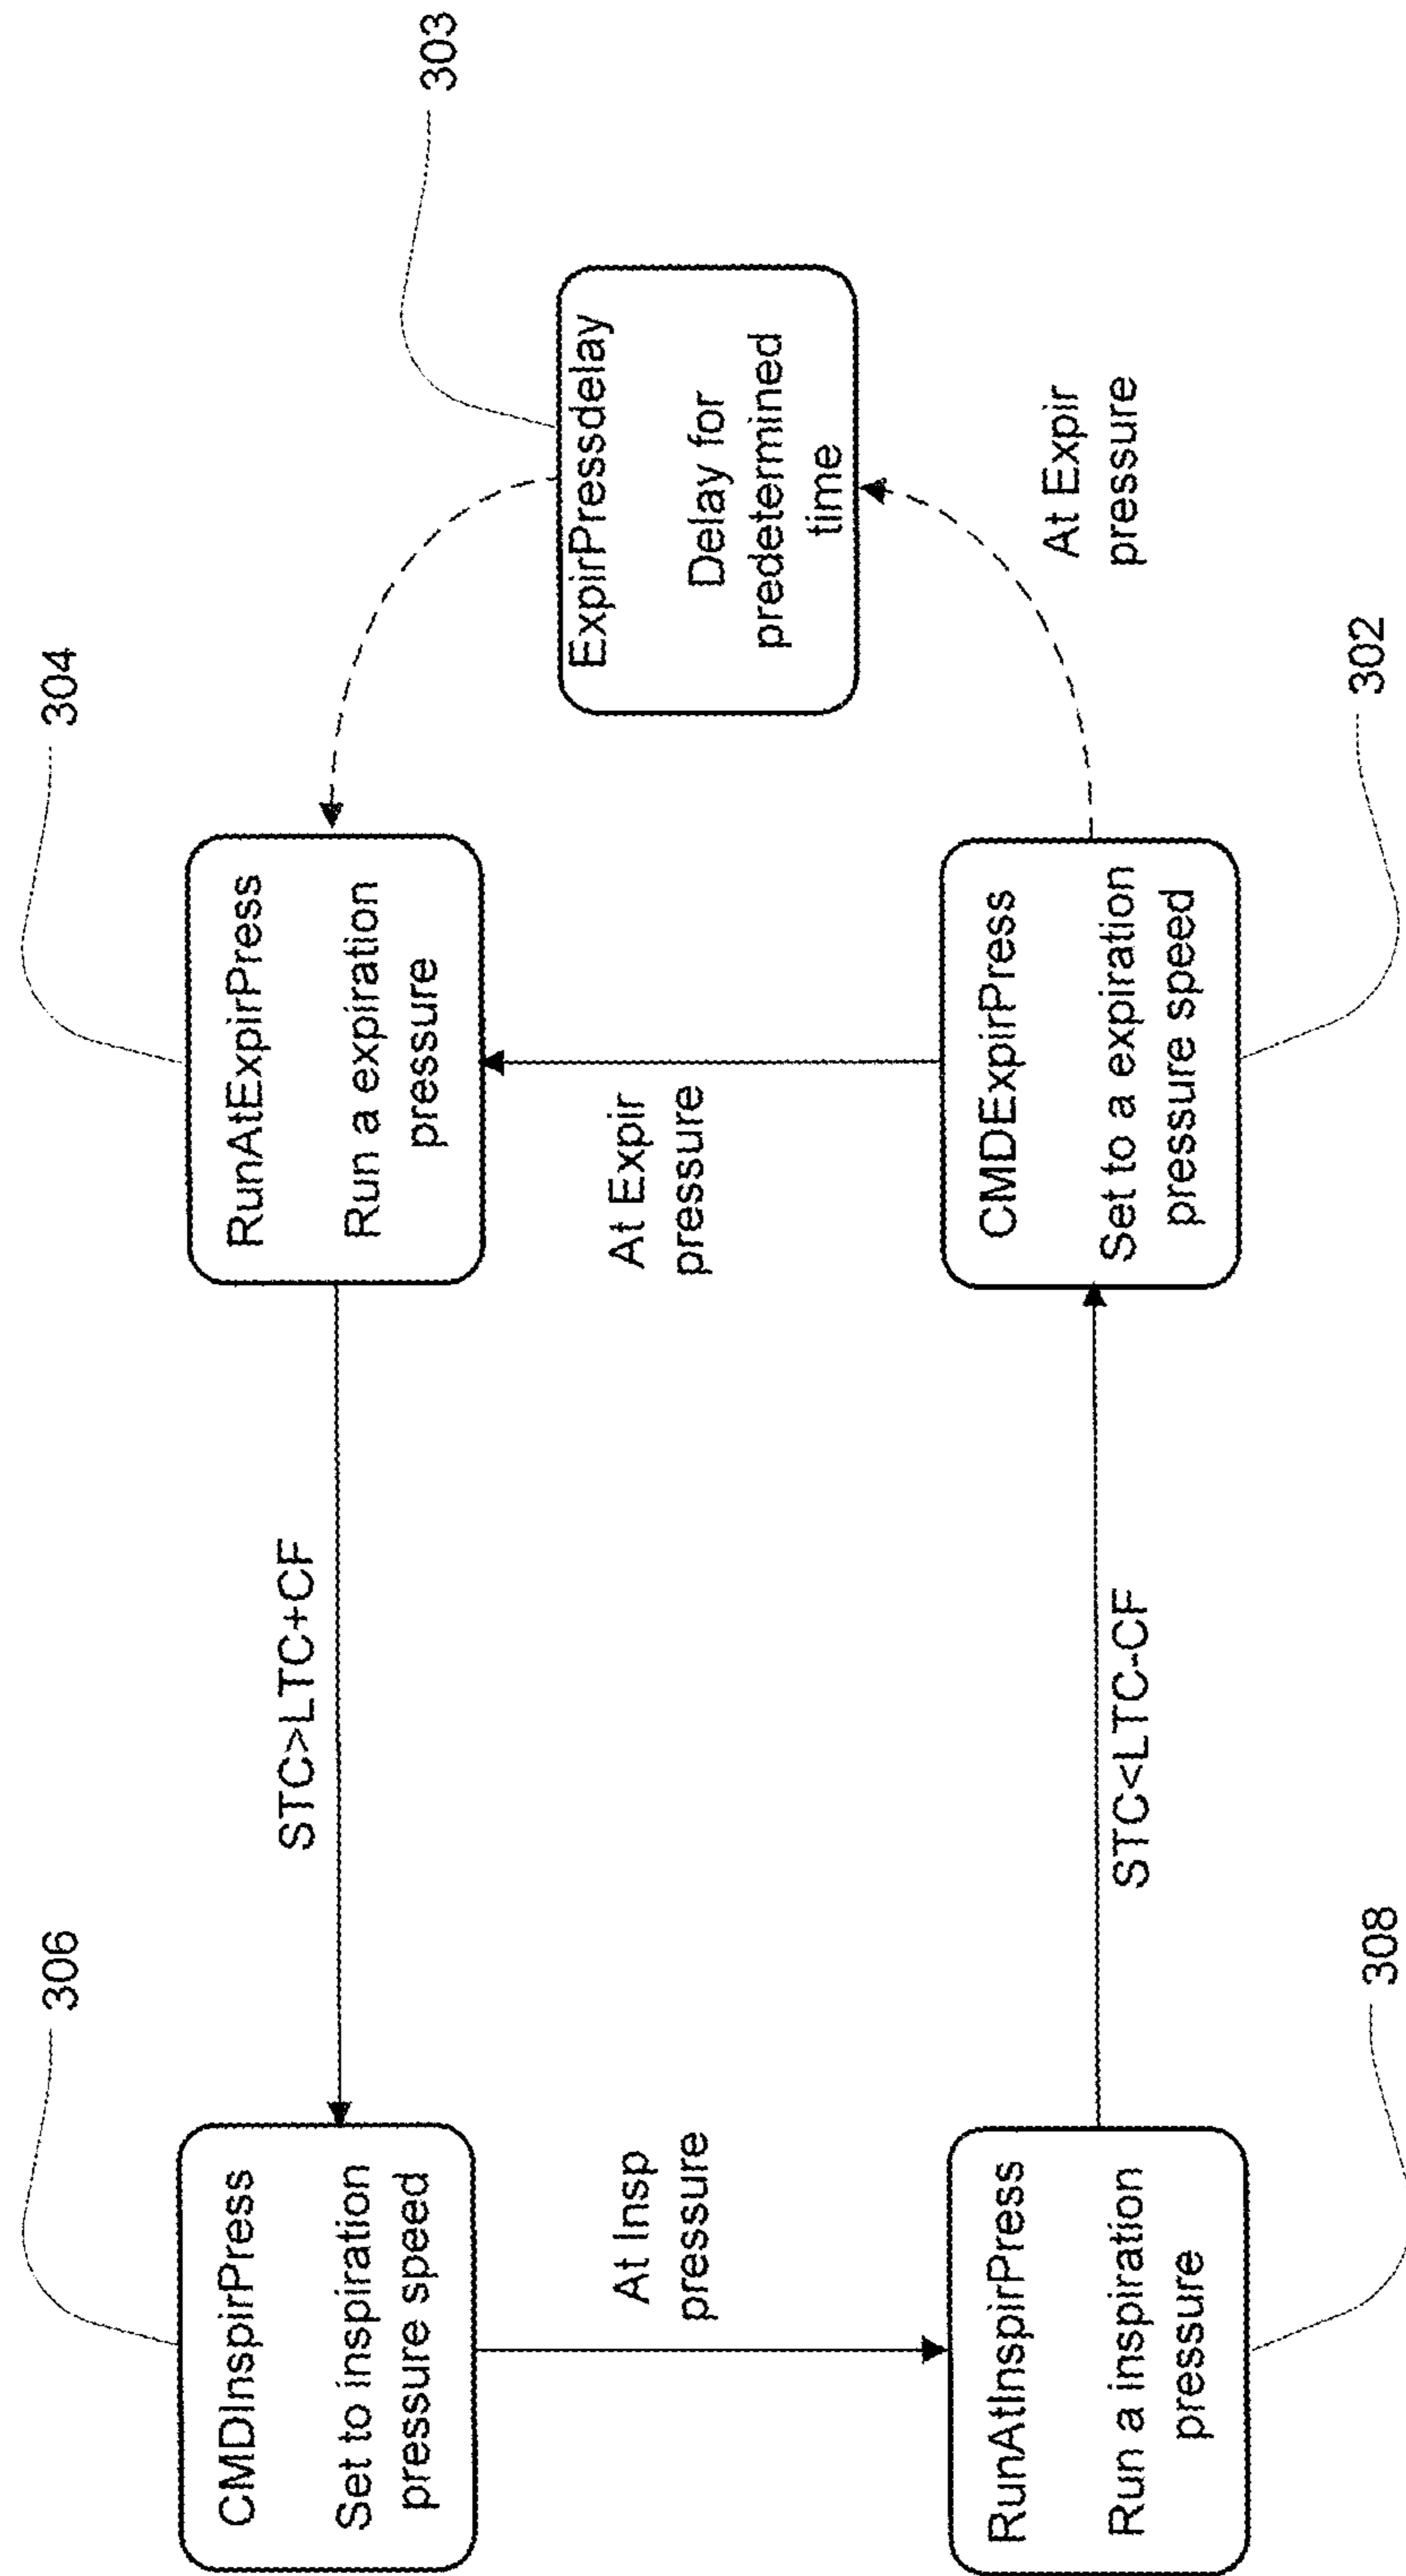 306
CMDInspirPress
Set to inspiration
pressure speed
STC>LTC+CF
304
RunAtExpirPress
Run a expiration
pressure
303
ExpirPressdelay
Delay for
predetermined
time
At Insp
pressure
At Expir
pressure
At Expir
pressure
RunAtInspirPress
Run a inspiration
pressure
308
STC<LTC-CF
CMDExpirPress
Set to a expiration
pressure speed
302